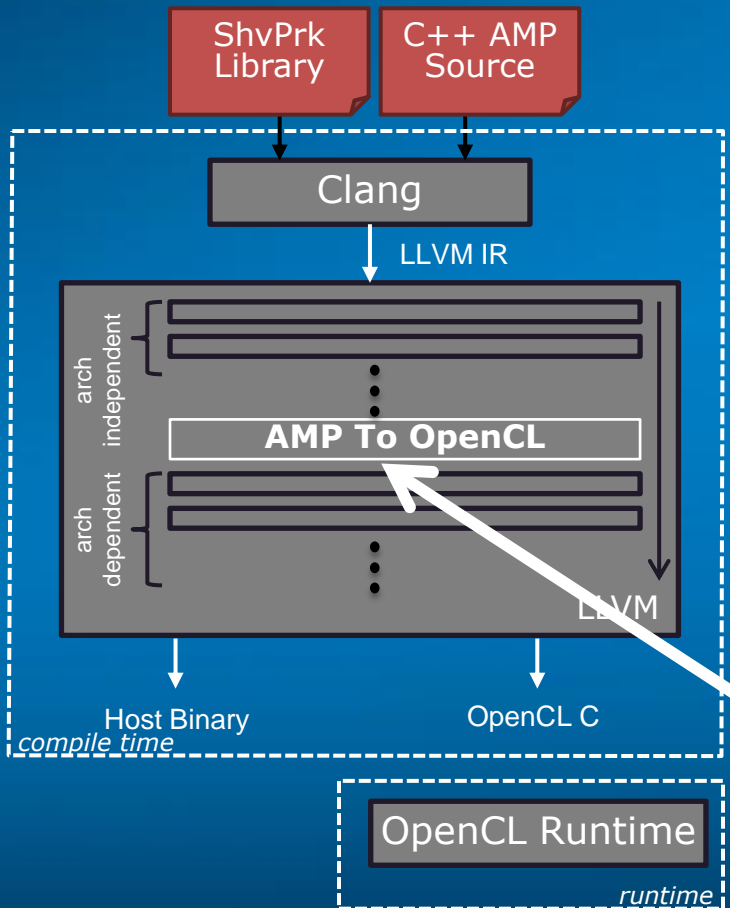 ShvPrk
Library
C++ AMP
Source
Clang
LLVM IR
arch
independent
AMP To OpenCL
arch
dependent
LLVM
Host Binary
OpenCL C
compile time
OpenCL Runtime
runtime